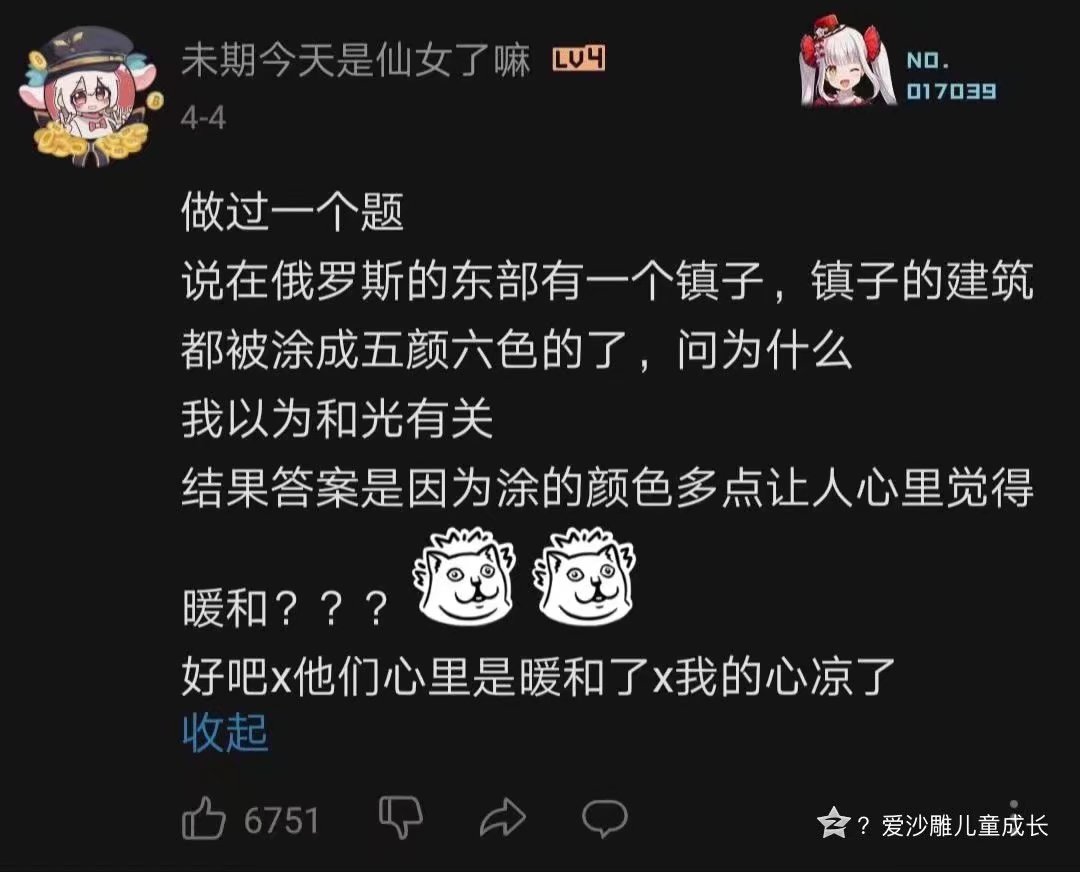 未期今天是仙女了嘛 LV4
NO.
017039
4-4
做过一个题
说在俄罗斯的东部有一个镇子，镇子的建筑
都被涂成五颜六色的了，问为什么
我以为和光有关
结果答案是因为涂的颜色多点让人心里觉得
暖和？？？
好吧x他们心里是暖和了x我的心凉了
收起
6751
？爱沙雕儿童成长